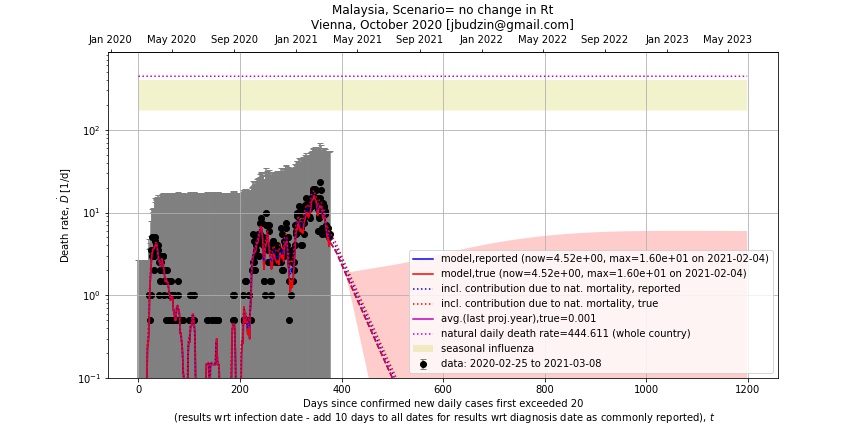 Malaysia, Scenario= no change in Rt
Vienna, October 2020 [jbudzin@gmail.com]
Jan 2020 May 2020 Sep 2020 Jan 2021 May 2021 Sep 2021 Jan 2022 May 2022 Sep 2022 Jan 2023 May 2023
Death rate, D [1/d]
10²
10¹
10⁰
10⁻¹
model,reported (now=4.52e+00, max=1.60e+01 on 2021-02-04)
model,true (now=4.52e+00, max=1.60e+01 on 2021-02-04)
incl. contribution due to nat. mortality, reported
incl. contribution due to nat. mortality, true
avg.(last proj.year),true=0.001
natural daily death rate=444.611 (whole country)
seasonal influenza
data: 2020-02-25 to 2021-03-08
0 200 400 600 800 1000 1200
Days since confirmed new daily cases first exceeded 20
(results wrt infection date - add 10 days to all dates for results wrt diagnosis date as commonly reported), t